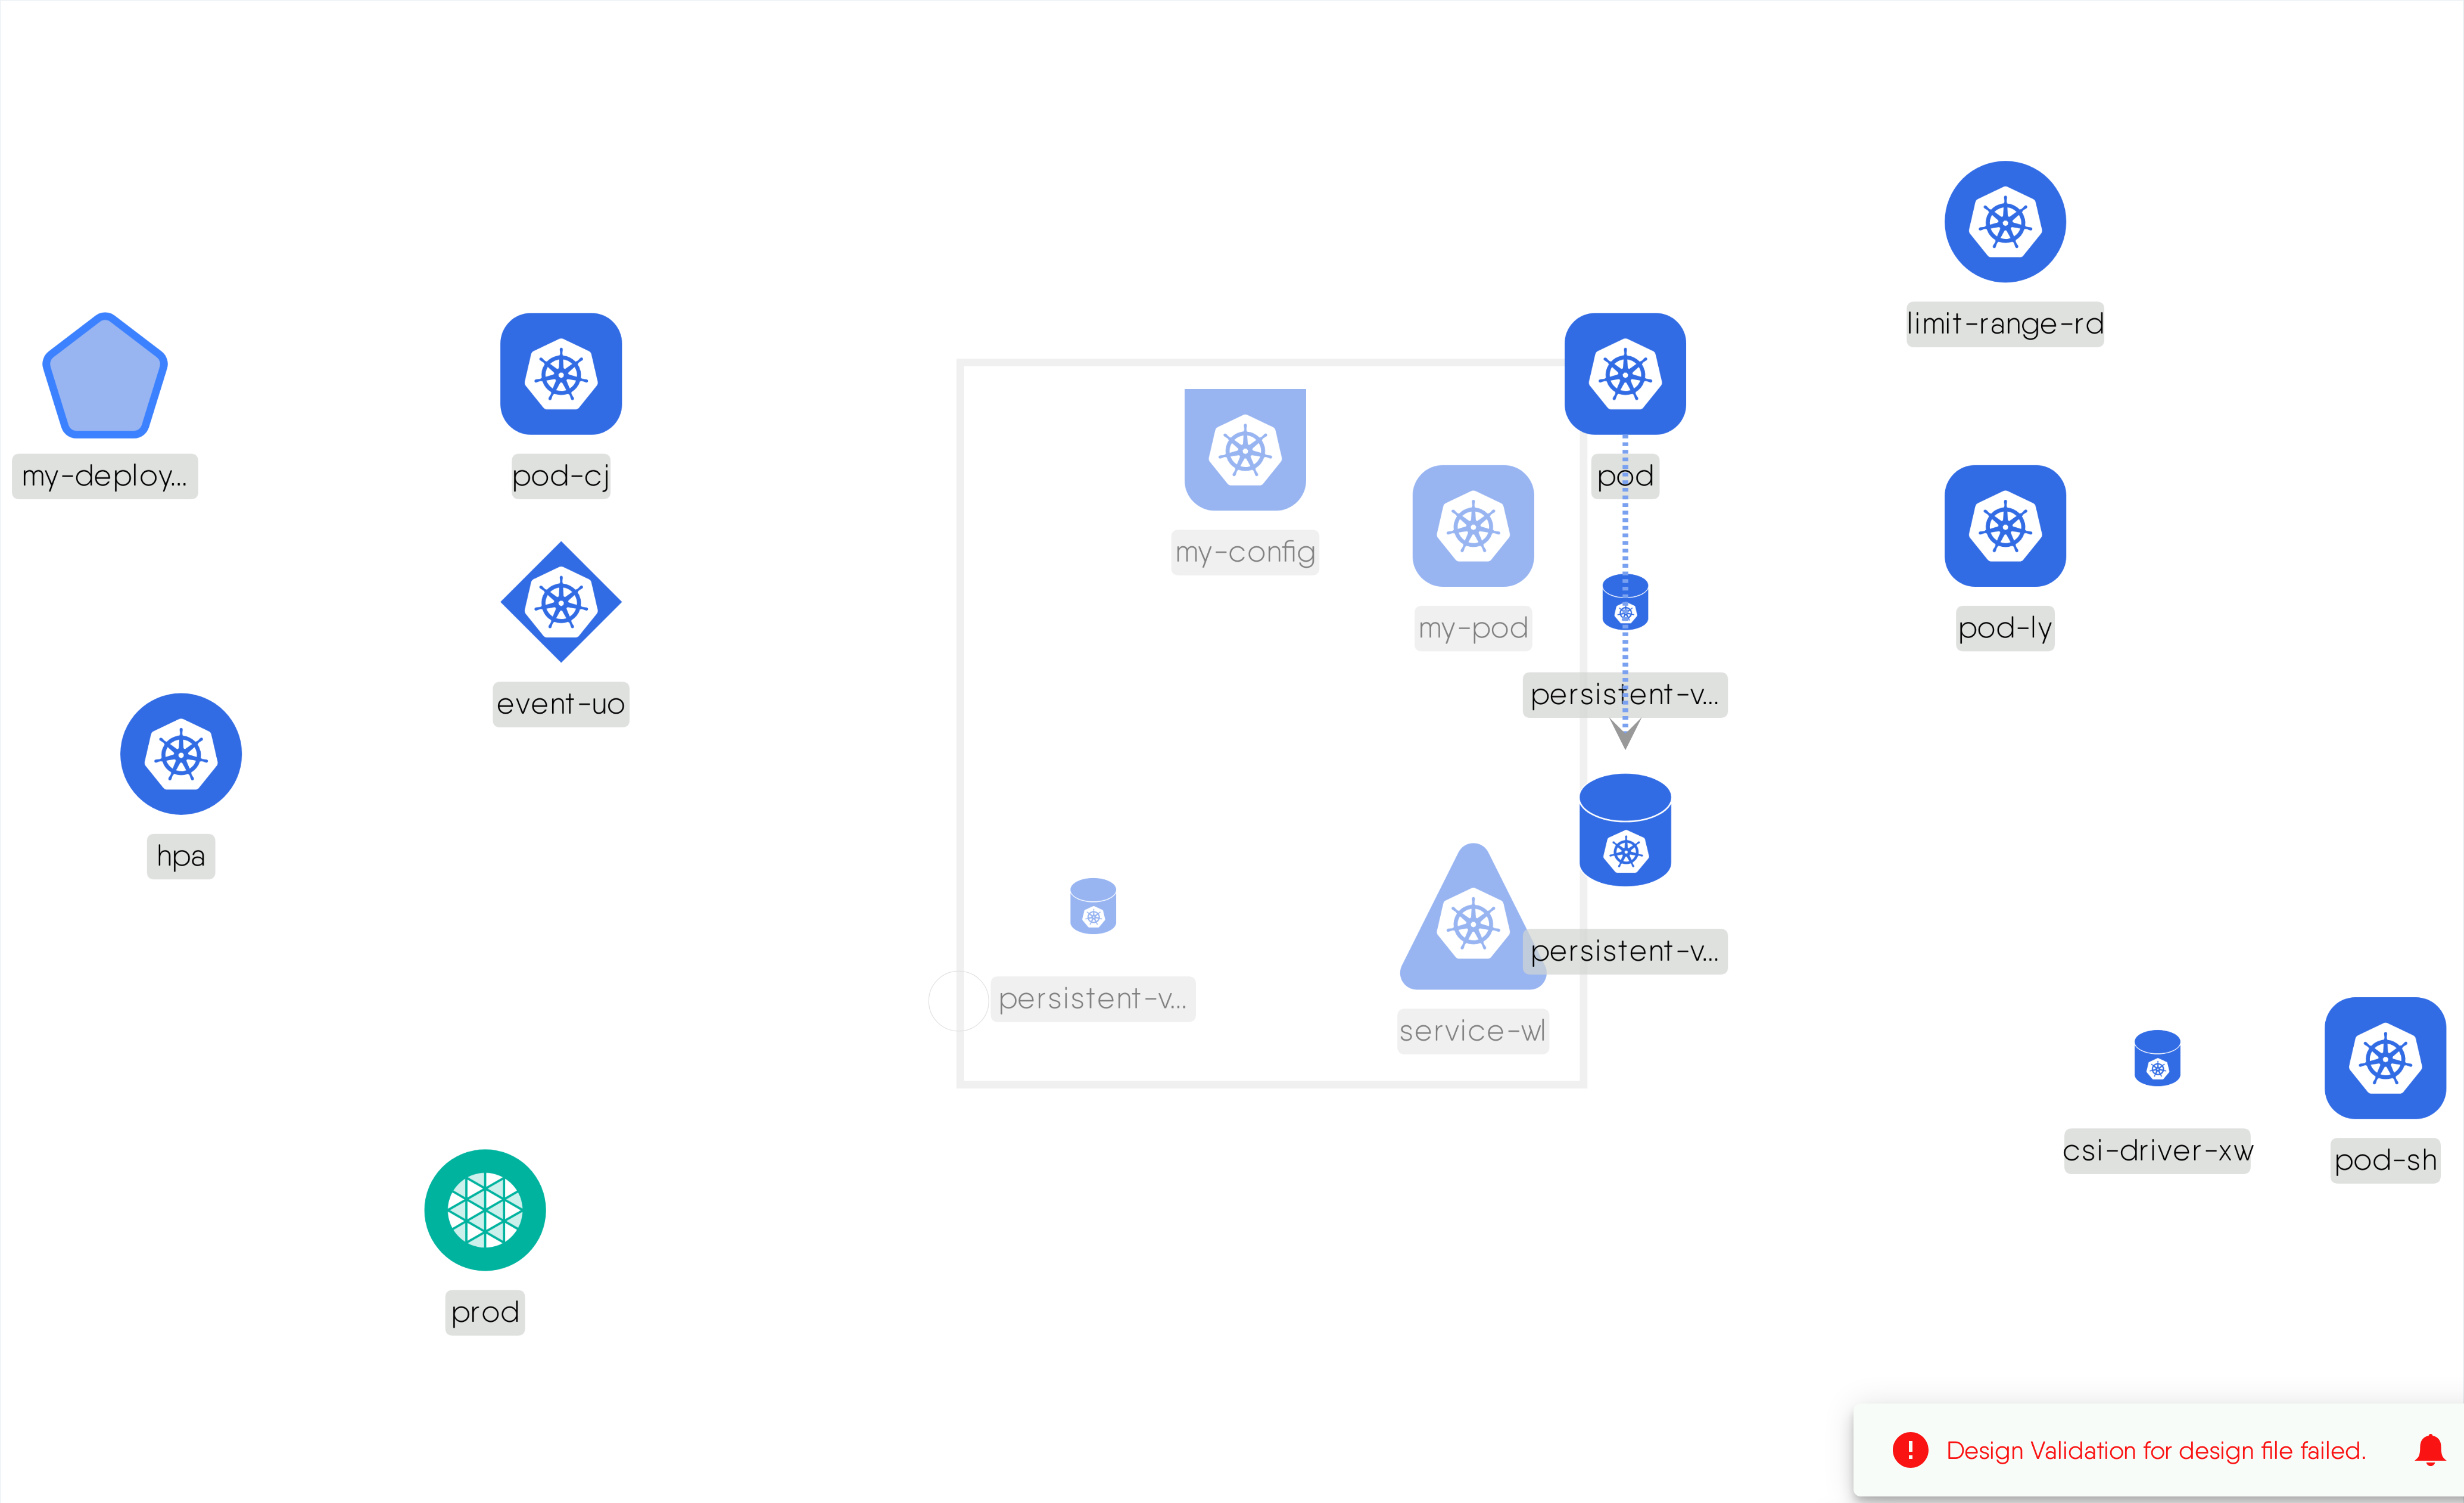 limit-range-rd
my-deploy...
pod-cj
pod
my-config
my-pod
pod-ly
event-uo
persistent-v...
hpa
persistent-v...
persistent-v...
service-wl
csi-driver-xw
pod-sh
prod
Design Validation for design file failed.